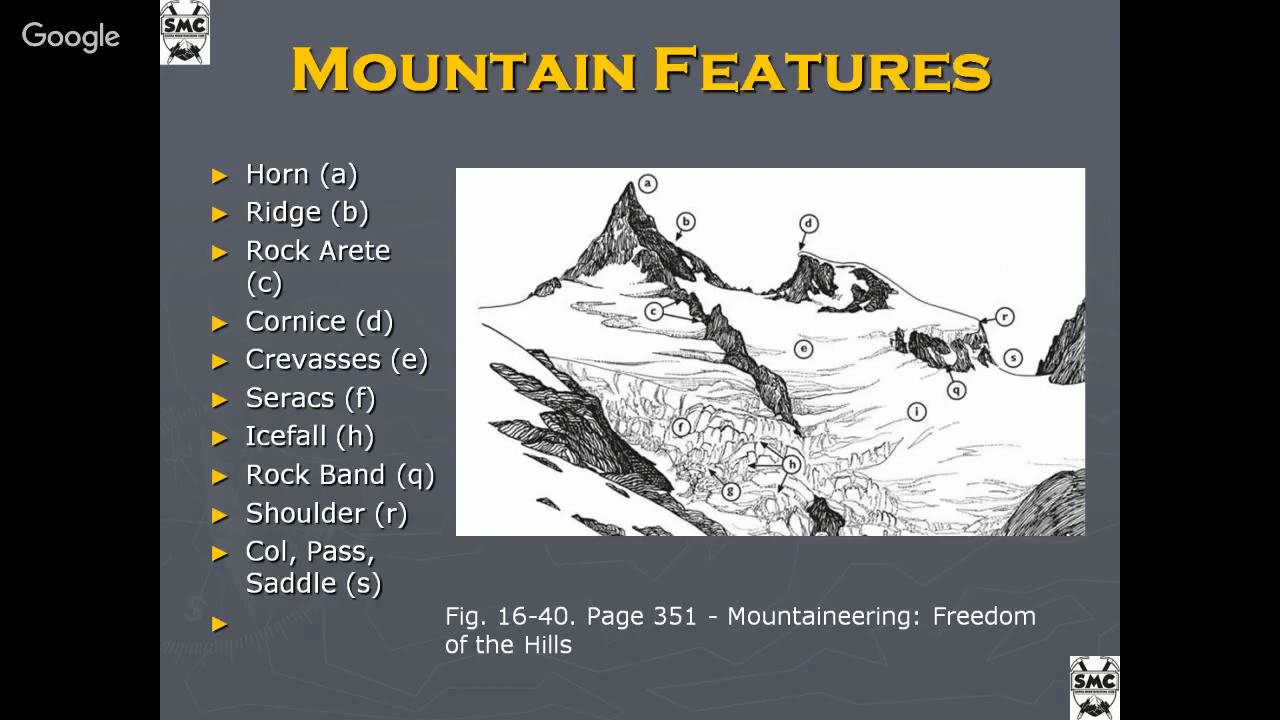 Google
SMC
MOUNTAIN FEATURES
Horn (a)
Ridge (b)
Rock Arete
(c)
Cornice (d)
Crevasses (e)
Seracs (f)
Icefall (h)
Rock Band (q)
Shoulder (r)
Col, Pass,
Saddle (s)
a
b
d
c
r
e
s
q
i
f
h
g
Fig. 16-40. Page 351 - Mountaineering: Freedom
of the Hills
SMC